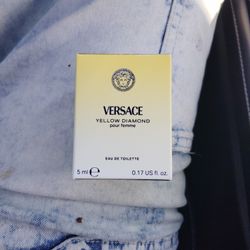 VERSACE
YELLOW DIAMOND
pour femme
EAU DE TOILETTE
5 ml ℮ 0.17 US fl. oz.